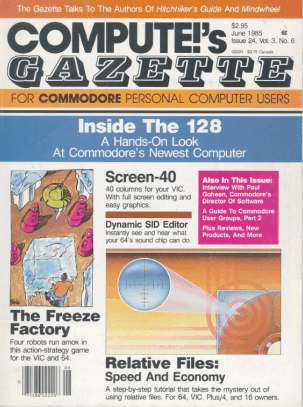 The Gazette Talks To The Authors Of Hitchhiker's Guide And Mindwheel
COMPUTE!'s
$2.95
June 1985
Issue 24, Vol. 3, No. 6
02220 $3.75 Canada
GAZETTE
FOR COMMODORE PERSONAL COMPUTER USERS
Inside The 128
A Hands-On Look
At Commodore's Newest Computer
Screen-40
40 columns for your VIC.
With full screen editing and
easy graphics.
Dynamic SID Editor
Instantly see and hear what
your 64's sound chip can do.
Also In This Issue:
Interview With Paul
Goheen, Commodore's
Director Of Software
A Guide To Commodore
User Groups, Part 2
Plus Reviews, New
Products, And More
The Freeze
Factory
Four robots run amok in
this action-strategy game
for the VIC and 64.
Relative Files:
Speed And Economy
A step-by-step tutorial that takes the mystery out of
using relative files. For 64, VIC, Plus/4, and 16 owners.